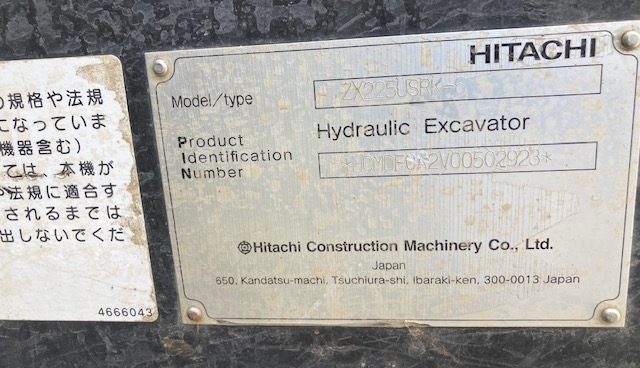 の規格や法規
になっていま
機器含む)
ては、本機が
や法規に適合す
されるまでは
出しないでくだ
4666043
HITACHI
Model/type
Product Hydraulic Excavator
Identification
Number
Hitachi Construction Machinery Co., Ltd.
Japan
650, Kandatsu-machi, Tsuchiura-shi, Ibaraki-ken, 300-0013 Japan